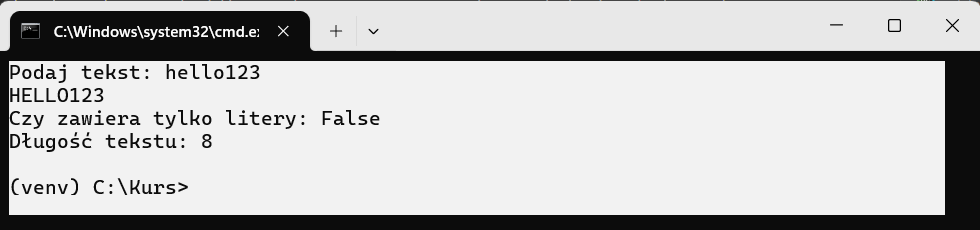 C:\Windows\system32\cmd.e
Podaj tekst: hello123
HELLO123
Czy zawiera tylko litery: False
Długość tekstu: 8
(venv) C:\Kurs>